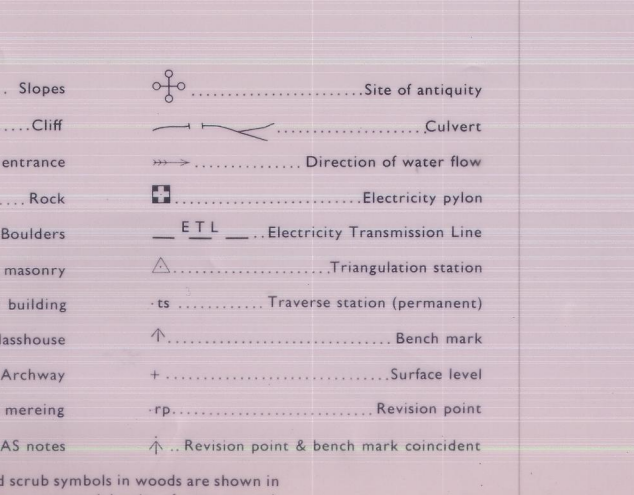 . Slopes ......................Site of antiquity
....Cliff ....................Culvert
entrance ............... Direction of water flow
....Rock ...........................Electricity pylon
Boulders E T L ..Electricity Transmission Line
masonry .......................Triangulation station
building · ts ............ Traverse station (permanent)
lasshouse ................................. Bench mark
Archway + ................................Surface level
mereing ·rp............................Revision point
AS notes .. Revision point & bench mark coincident
d scrub symbols in woods are shown in